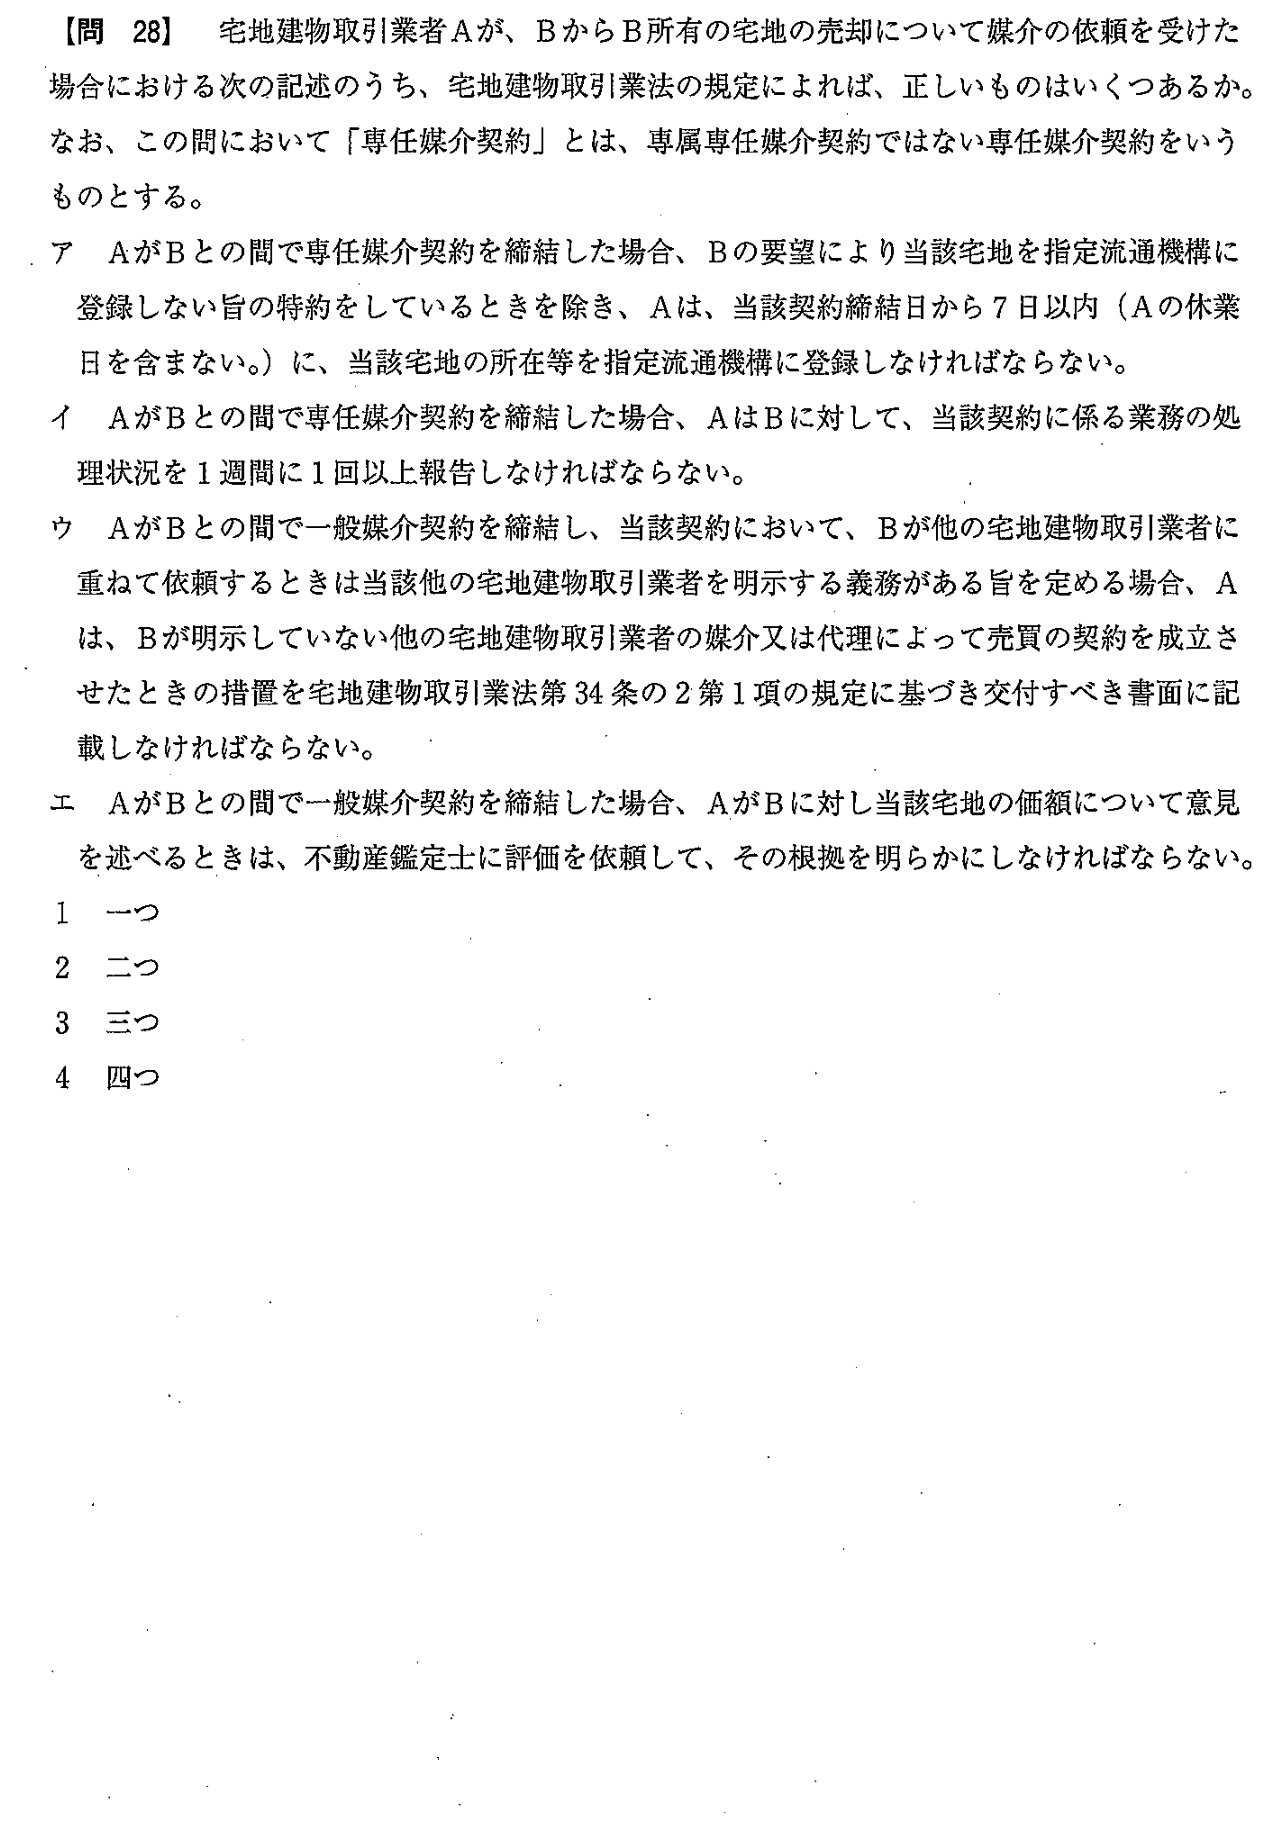 【問 28】 宅地建物取引業者Aが、BからB所有の宅地の売却について媒介の依頼を受けた
場合における次の記述のうち、宅地建物取引業法の規定によれば、正しいものはいくつあるか。
なお、この問において「専任媒介契約」とは、専属専任媒介契約ではない専任媒介契約をいう
ものとする。
ア AがBとの間で専任媒介契約を締結した場合、Bの要望により当該宅地を指定流通機構に
登録しない旨の特約をしているときを除き、Aは、当該契約締結日から7日以内（Aの休業
日を含まない。）に、当該宅地の所在等を指定流通機構に登録しなければならない。
イ AがBとの間で専任媒介契約を締結した場合、AはBに対して、当該契約に係る業務の処
理状況を1週間に1回以上報告しなければならない。
ウ AがBとの間で一般媒介契約を締結し、当該契約において、Bが他の宅地建物取引業者に
重ねて依頼するときは当該他の宅地建物取引業者を明示する義務がある旨を定める場合、A
は、Bが明示していない他の宅地建物取引業者の媒介又は代理によって売買の契約を成立さ
せたときの措置を宅地建物取引業法第34条の2第1項の規定に基づき交付すべき書面に記
載しなければならない。
エ AがBとの間で一般媒介契約を締結した場合、AがBに対し当該宅地の価額について意見
を述べるときは、不動産鑑定士に評価を依頼して、その根拠を明らかにしなければならない。
1 一つ
2 二つ
3 三つ
4 四つ